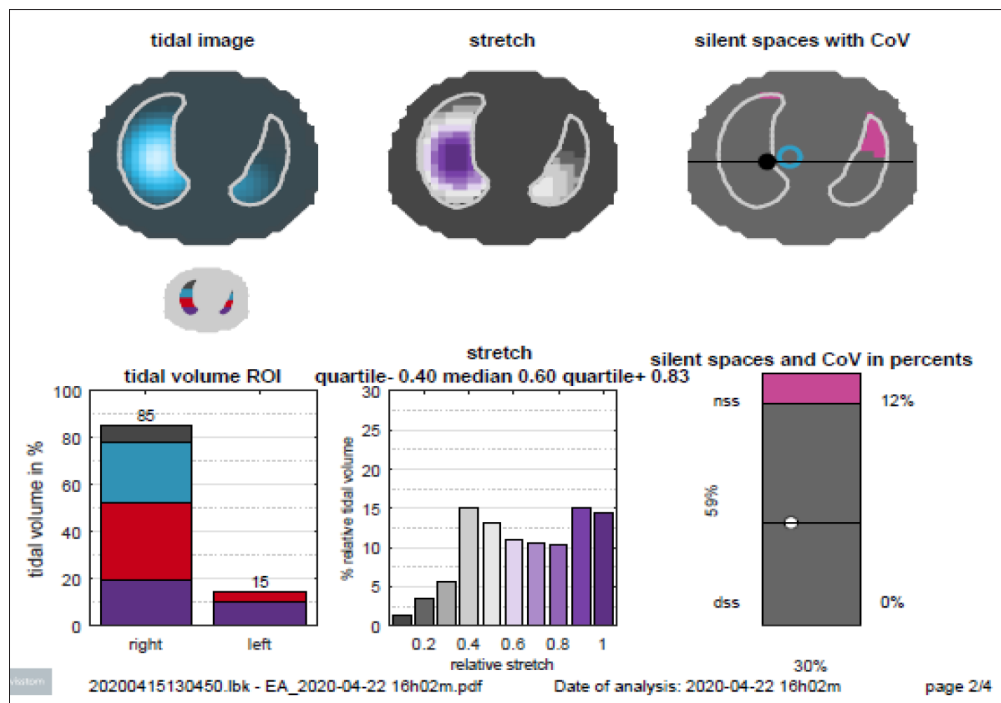 tidal image
stretch
silent spaces with CoV
tidal volume ROI
tidal volume in %
100
80
60
40
20
0
85
15
right
left
stretch
quartile- 0.40 median 0.60 quartile+ 0.83
% relative tidal volume
30
25
20
15
10
5
0
0.2
0.4
0.6
0.8
1
relative stretch
silent spaces and CoV in percents
nss
12%
59%
dss
0%
30%
20200415130450.lbk - EA_2020-04-22 16h02m.pdf
Date of analysis: 2020-04-22 16h02m
page 2/4